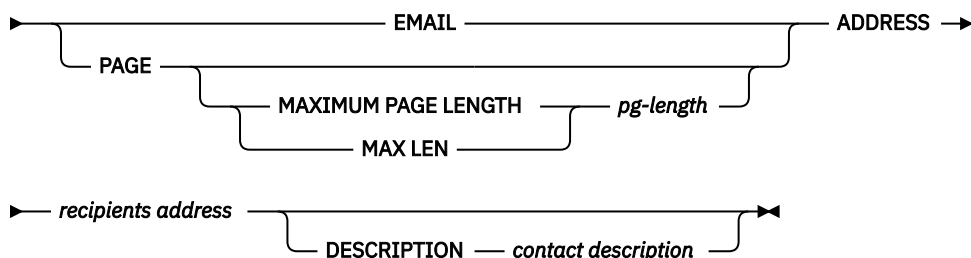 EMAIL ADDRESS
PAGE
MAXIMUM PAGE LENGTH pg-length
MAX LEN
recipients address
DESCRIPTION contact description